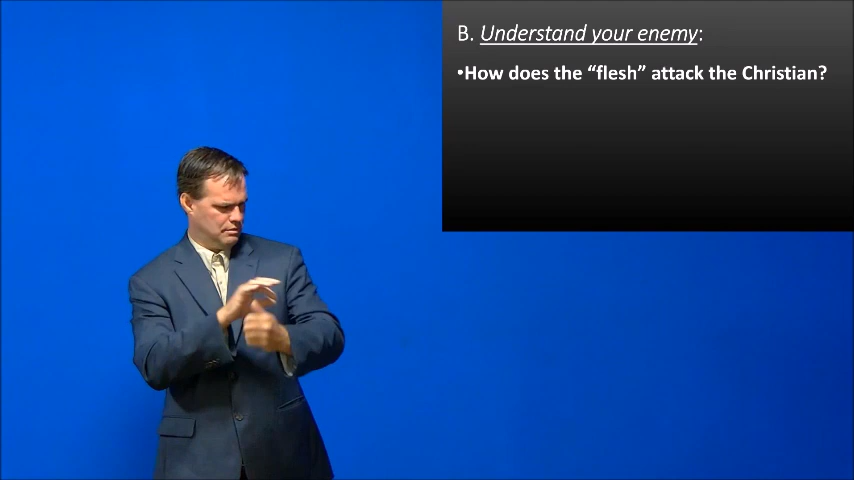 B. Understand your enemy:
•How does the “flesh” attack the Christian?